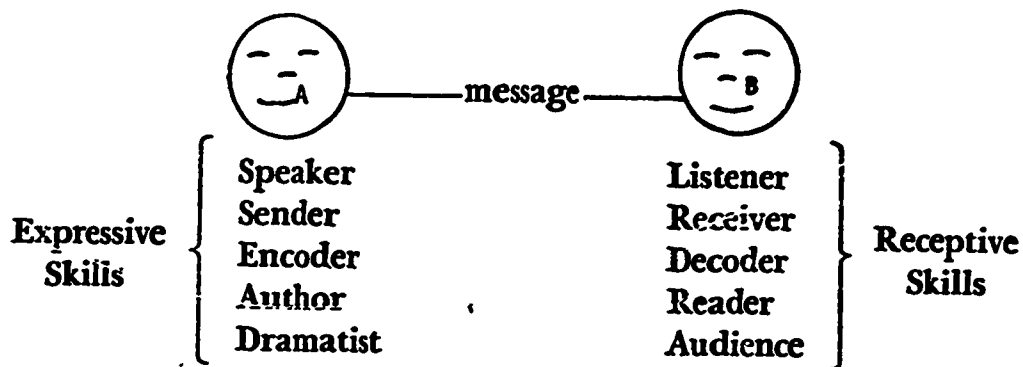 A message B
Speaker
Sender
Encoder
Author
Dramatist
Expressive
Skills
Listener
Receiver
Decoder
Reader
Audience
Receptive
Skills